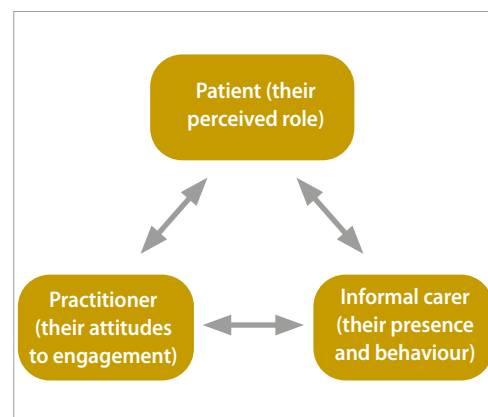 Patient (their
perceived role)
Practitioner
(their attitudes
to engagement)
Informal carer
(their presence
and behaviour)